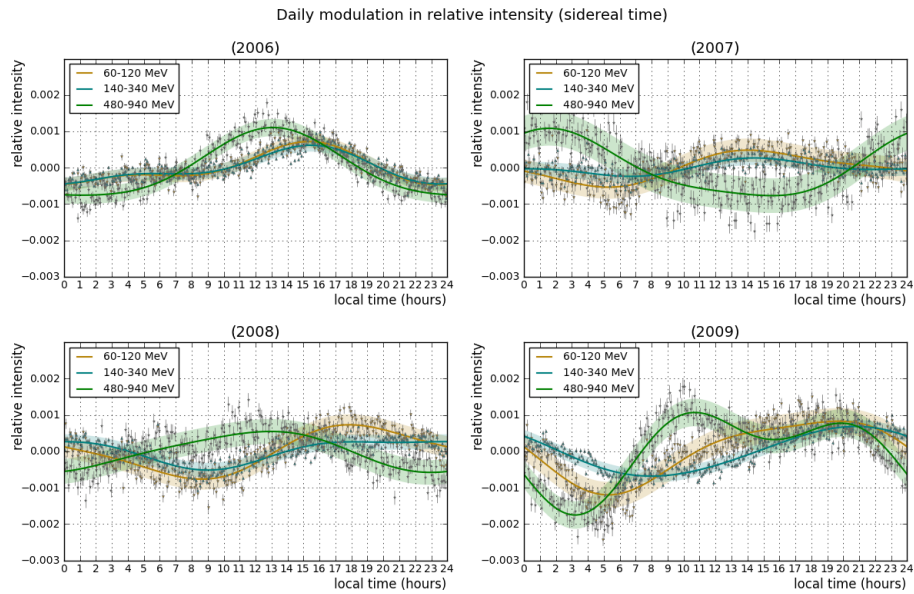 Daily modulation in relative intensity (sidereal time)
(2006)
relative intensity
60-120 MeV
140-340 MeV
480-940 MeV
0.002
0.001
0.000
−0.001
−0.002
−0.003
0 1 2 3 4 5 6 7 8 9 10 11 12 13 14 15 16 17 18 19 20 21 22 23 24
local time (hours)
(2007)
relative intensity
60-120 MeV
140-340 MeV
480-940 MeV
0.002
0.001
0.000
−0.001
−0.002
−0.003
0 1 2 3 4 5 6 7 8 9 10 11 12 13 14 15 16 17 18 19 20 21 22 23 24
local time (hours)
(2008)
relative intensity
60-120 MeV
140-340 MeV
480-940 MeV
0.002
0.001
0.000
−0.001
−0.002
−0.003
0 1 2 3 4 5 6 7 8 9 10 11 12 13 14 15 16 17 18 19 20 21 22 23 24
local time (hours)
(2009)
relative intensity
60-120 MeV
140-340 MeV
480-940 MeV
0.002
0.001
0.000
−0.001
−0.002
−0.003
0 1 2 3 4 5 6 7 8 9 10 11 12 13 14 15 16 17 18 19 20 21 22 23 24
local time (hours)